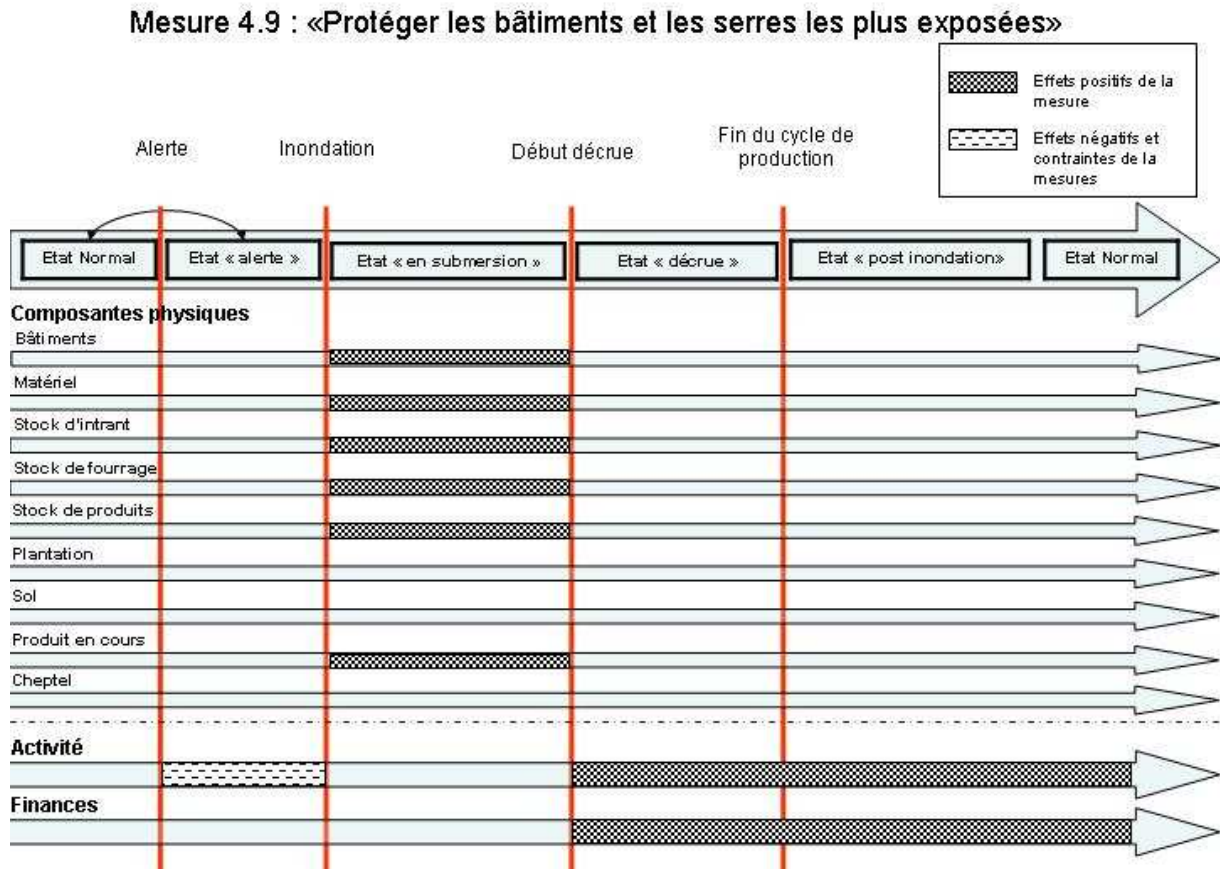 Mesure 4.9 : «Protéger les bâtiments et les serres les plus exposées»
Effets positifs de la
mesure
Effets négatifs et
contraintes de la
mesures
Alerte
Inondation
Début décrue
Fin du cycle de
production
Etat Normal
Etat « alerte »
Etat « en submersion »
Etat « décrue »
Etat « post inondation»
Etat Normal
Composantes physiques
Bâtiments
Matériel
Stock d'intrant
Stock de fourrage
Stock de produits
Plantation
Sol
Produit en cours
Cheptel
Activité
Finances